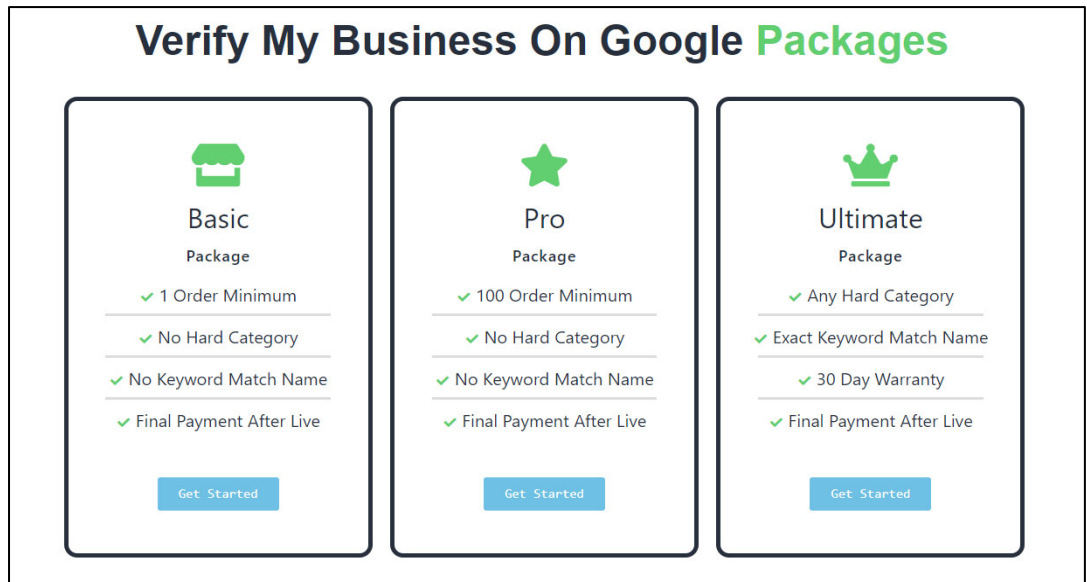 Verify My Business On Google Packages
Basic
Package
1 Order Minimum
No Hard Category
No Keyword Match Name
Final Payment After Live
Get Started
Pro
Package
100 Order Minimum
No Hard Category
No Keyword Match Name
Final Payment After Live
Get Started
Ultimate
Package
Any Hard Category
Exact Keyword Match Name
30 Day Warranty
Final Payment After Live
Get Started